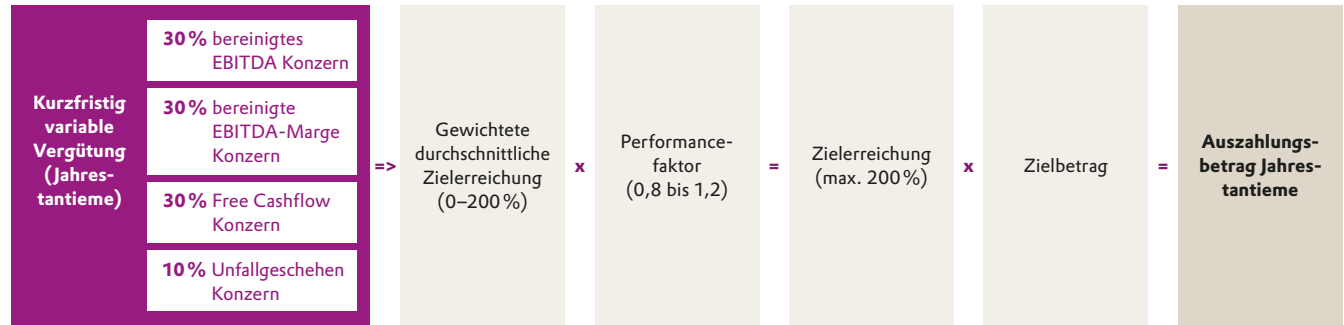 Kurzfristig
variable
Vergütung
(Jahres-
tantieme)
30% bereinigtes
EBITDA Konzern
30% bereinigte
EBITDA-Marge
Konzern
30% Free Cashflow
Konzern
10% Unfallgeschehen
Konzern
=>
Gewichtete
durchschnittliche
Zielerreichung
(0–200%)
x
Performance-
faktor
(0,8 bis 1,2)
=
Zielerreichung
(max. 200%)
x
Zielbetrag
=
Auszahlungs-
betrag Jahres-
tantieme